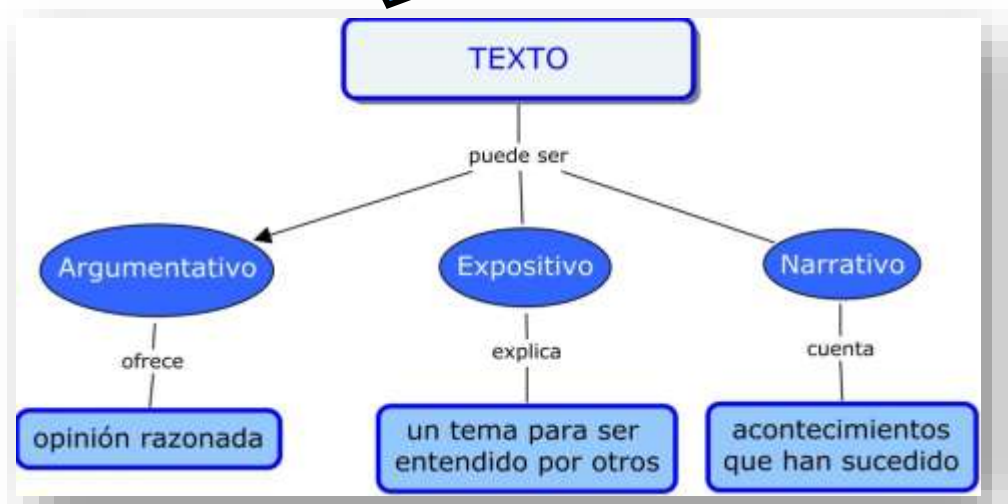 TEXTO
puede ser
Argumentativo
Expositivo
Narrativo
ofrece
explica
cuenta
opinión razonada
un tema para ser
entendido por otros
acontecimientos
que han sucedido